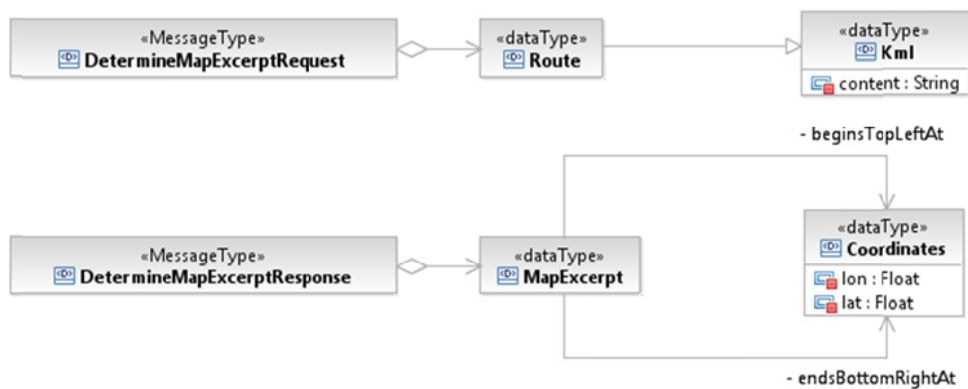 «MessageType»
DetermineMapExcerptRequest
«dataType»
Route
«dataType»
Kml
content : String
- beginsTopLeftAt
«MessageType»
DetermineMapExcerptResponse
«dataType»
MapExcerpt
«dataType»
Coordinates
lon : Float
lat : Float
- endsBottomRightAt